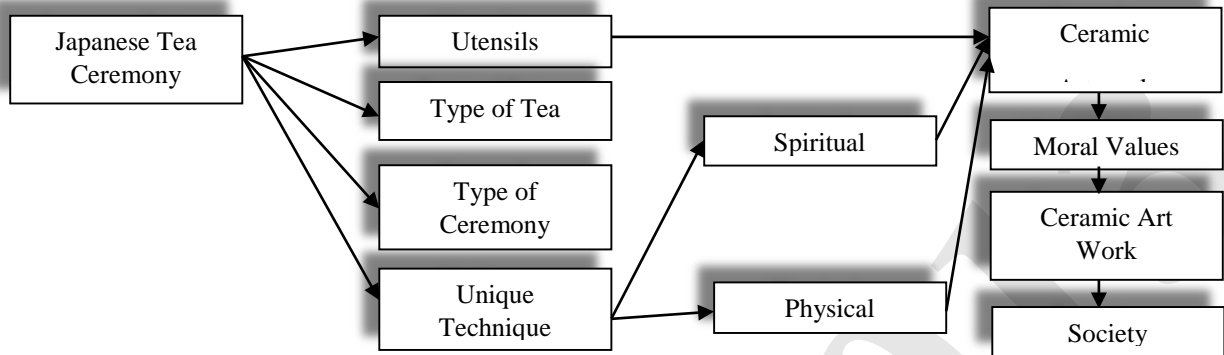 Japanese Tea
Ceremony
Utensils
Type of Tea
Type of
Ceremony
Unique
Technique
Spiritual
Physical
Ceramic
Moral Values
Ceramic Art
Work
Society